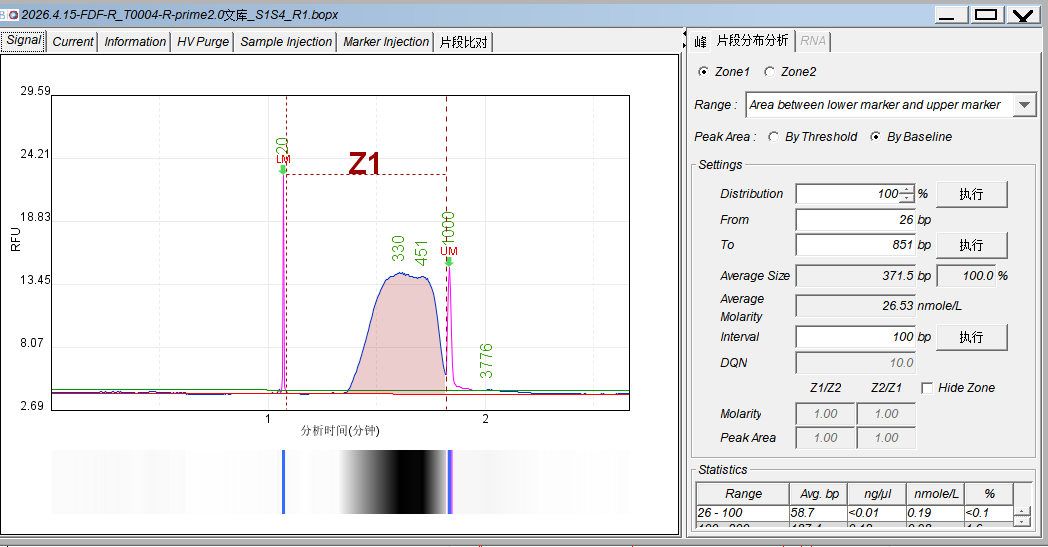 2026.4.15-FDF-R_T0004-R-prime2.0文库_S1S4_R1.bopx
Signal Current Information HV Purge Sample Injection Marker Injection 片段比对
峰 片段分布分析 RNA
Zone1 Zone2
Range : Area between lower marker and upper marker
Peak Area : By Threshold By Baseline
Settings
Distribution 100 % 执行
From 26 bp
To 851 bp 执行
Average Size 371.5 bp 100.0 %
Average
Molarity 26.53 nmole/L
Interval 100 bp 执行
DQN 10.0
Z1/Z2 Z2/Z1 Hide Zone
Molarity 1.00 1.00
Peak Area 1.00 1.00
Statistics
Range Avg. bp ng/µl nmole/L %
26 - 100 58.7 <0.01 0.19 <0.1
29.59
24.21
18.83
13.45
8.07
2.69
RFU
20
LM
Z1
330
451
1000
UM
3776
1 2
分析时间(分钟)